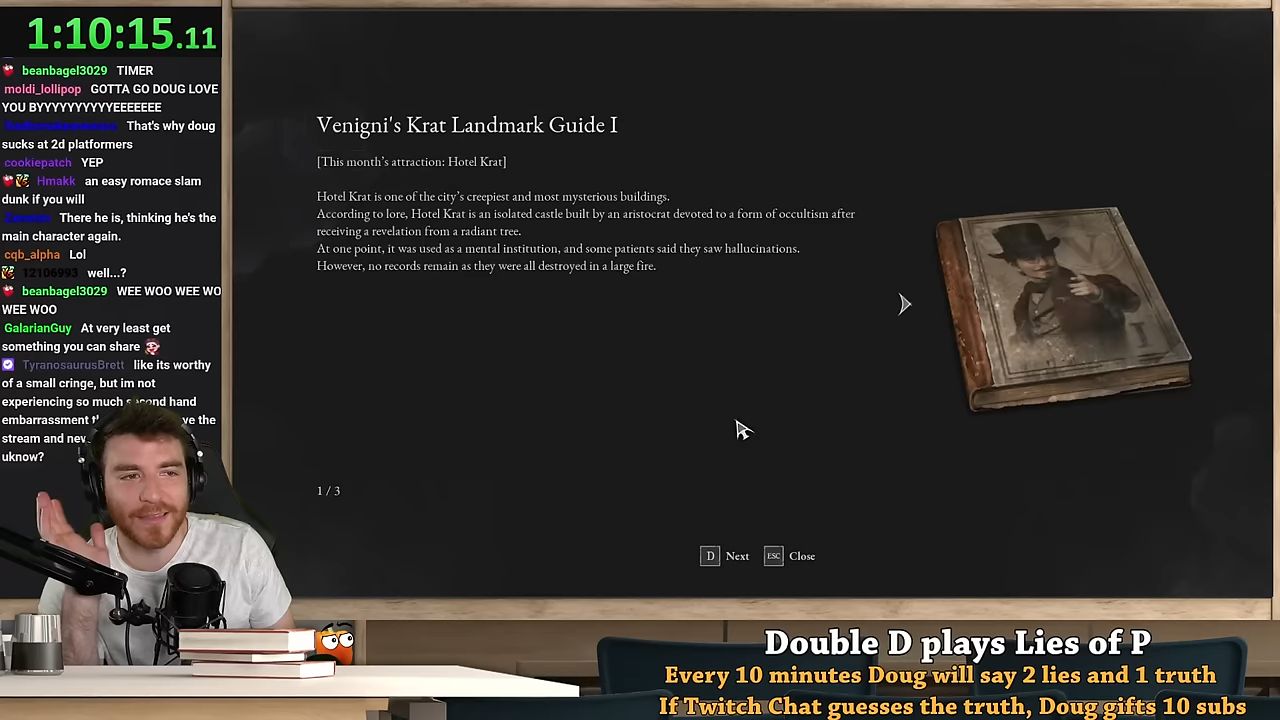 1:10:15.11
beanbagel3029 TIMER
moldi_lollipop GOTTA GO DOUG LOVE
YOU BYYYYYYYYYYEEEEEEE
That's why doug
sucks at 2d platformers
cookiepatch YEP
Hmakk an easy romace slam
dunk if you will
There he is, thinking he's the
main character again.
cqb_alpha Lol
12106993 well...?
beanbagel3029 WEE WOO WEE WO
WEE WOO
GalarianGuy At very least get
something you can share
TyranosaurusBrett like its worthy
of a small cringe, but im not
experiencing so much second hand
embarrassment
ve the
stream and
uknow?
Venigni's Krat Landmark Guide I
[This month's attraction: Hotel Krat]
Hotel Krat is one of the city's creepiest and most mysterious buildings.
According to lore, Hotel Krat is an isolated castle built by an aristocrat devoted to a form of occultism after
receiving a revelation from a radiant tree.
At one point, it was used as a mental institution, and some patients said they saw hallucinations.
However, no records remain as they were all destroyed in a large fire.
1 / 3
D Next ESC Close
Double D plays Lies of P
Every 10 minutes Doug will say 2 lies and 1 truth
If Twitch Chat guesses the truth, Doug gifts 10 subs